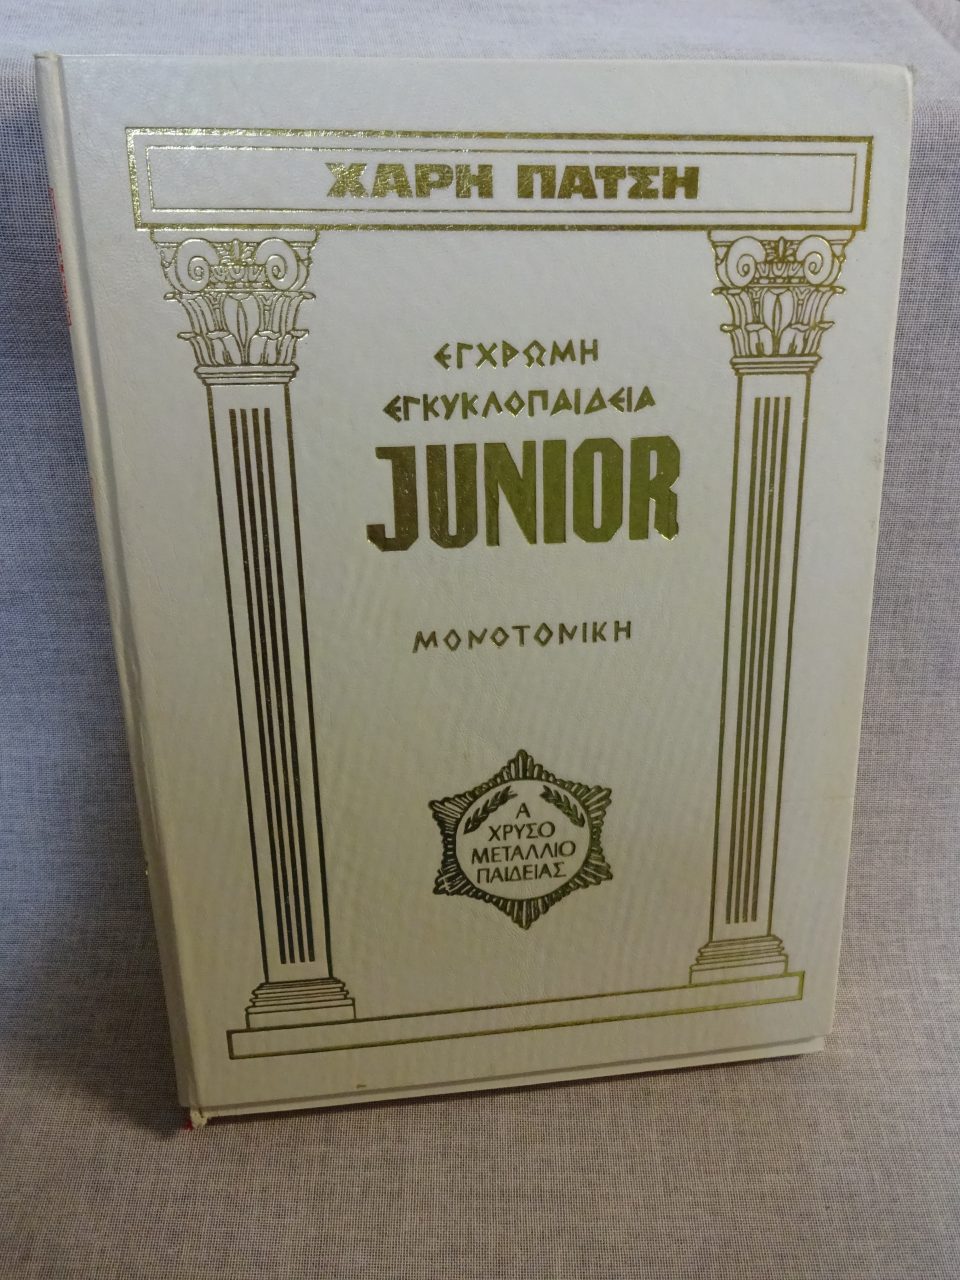 ΧΑΡΗ ΠΑΤΣΗ
ΕΓΧΡΩΜΗ
ΕΓΚΥΚΛΟΠΑΙΔΕΙΑ
JUNIOR
ΜΟΝΟΤΟΝΙΚΗ
Α
ΧΡΥΣΟ
ΜΕΤΑΛΛΙΟ
ΠΑΙΔΕΙΑΣ